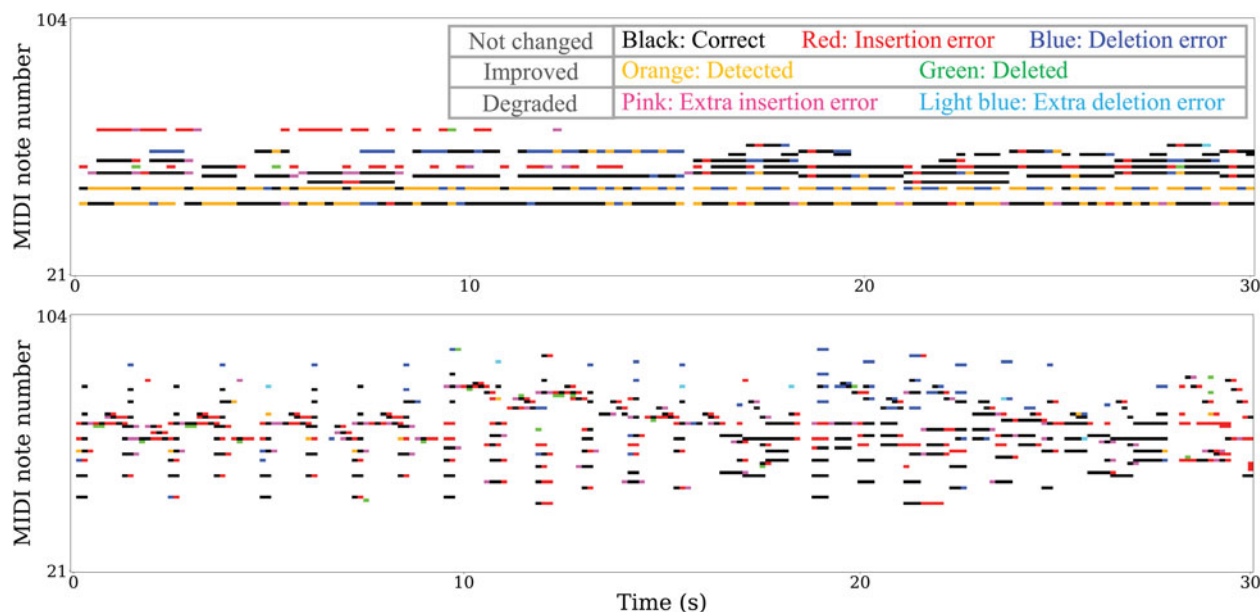 104
Not changed Black: Correct Red: Insertion error Blue: Deletion error
Improved Orange: Detected Green: Deleted
Degraded Pink: Extra insertion error Light blue: Extra deletion error
MIDI note number
21
0 10 20 30
104
MIDI note number
21
0 10 20 30
Time (s)